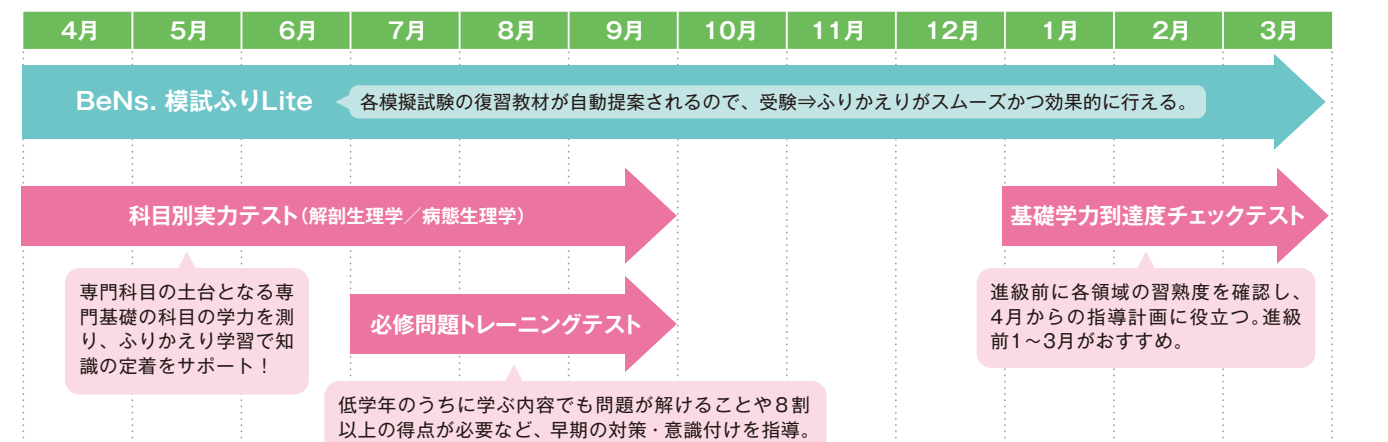 4月 5月 6月 7月 8月 9月 10月 11月 12月 1月 2月 3月
BeNs. 模試ふりLite
各模擬試験の復習教材が自動提案されるので、受験⇒ふりかえりがスムーズかつ効果的に行える。
科目別実力テスト(解剖生理学／病態生理学)
基礎学力到達度チェックテスト
専門科目の土台となる専
門基礎の科目の学力を測
り、ふりかえり学習で知
識の定着をサポート！
進級前に各領域の習熟度を確認し、
4月からの指導計画に役立つ。進級
前1〜3月がおすすめ。
必修問題トレーニングテスト
低学年のうちに学ぶ内容でも問題が解けることや8割
以上の得点が必要など、早期の対策・意識付けを指導。